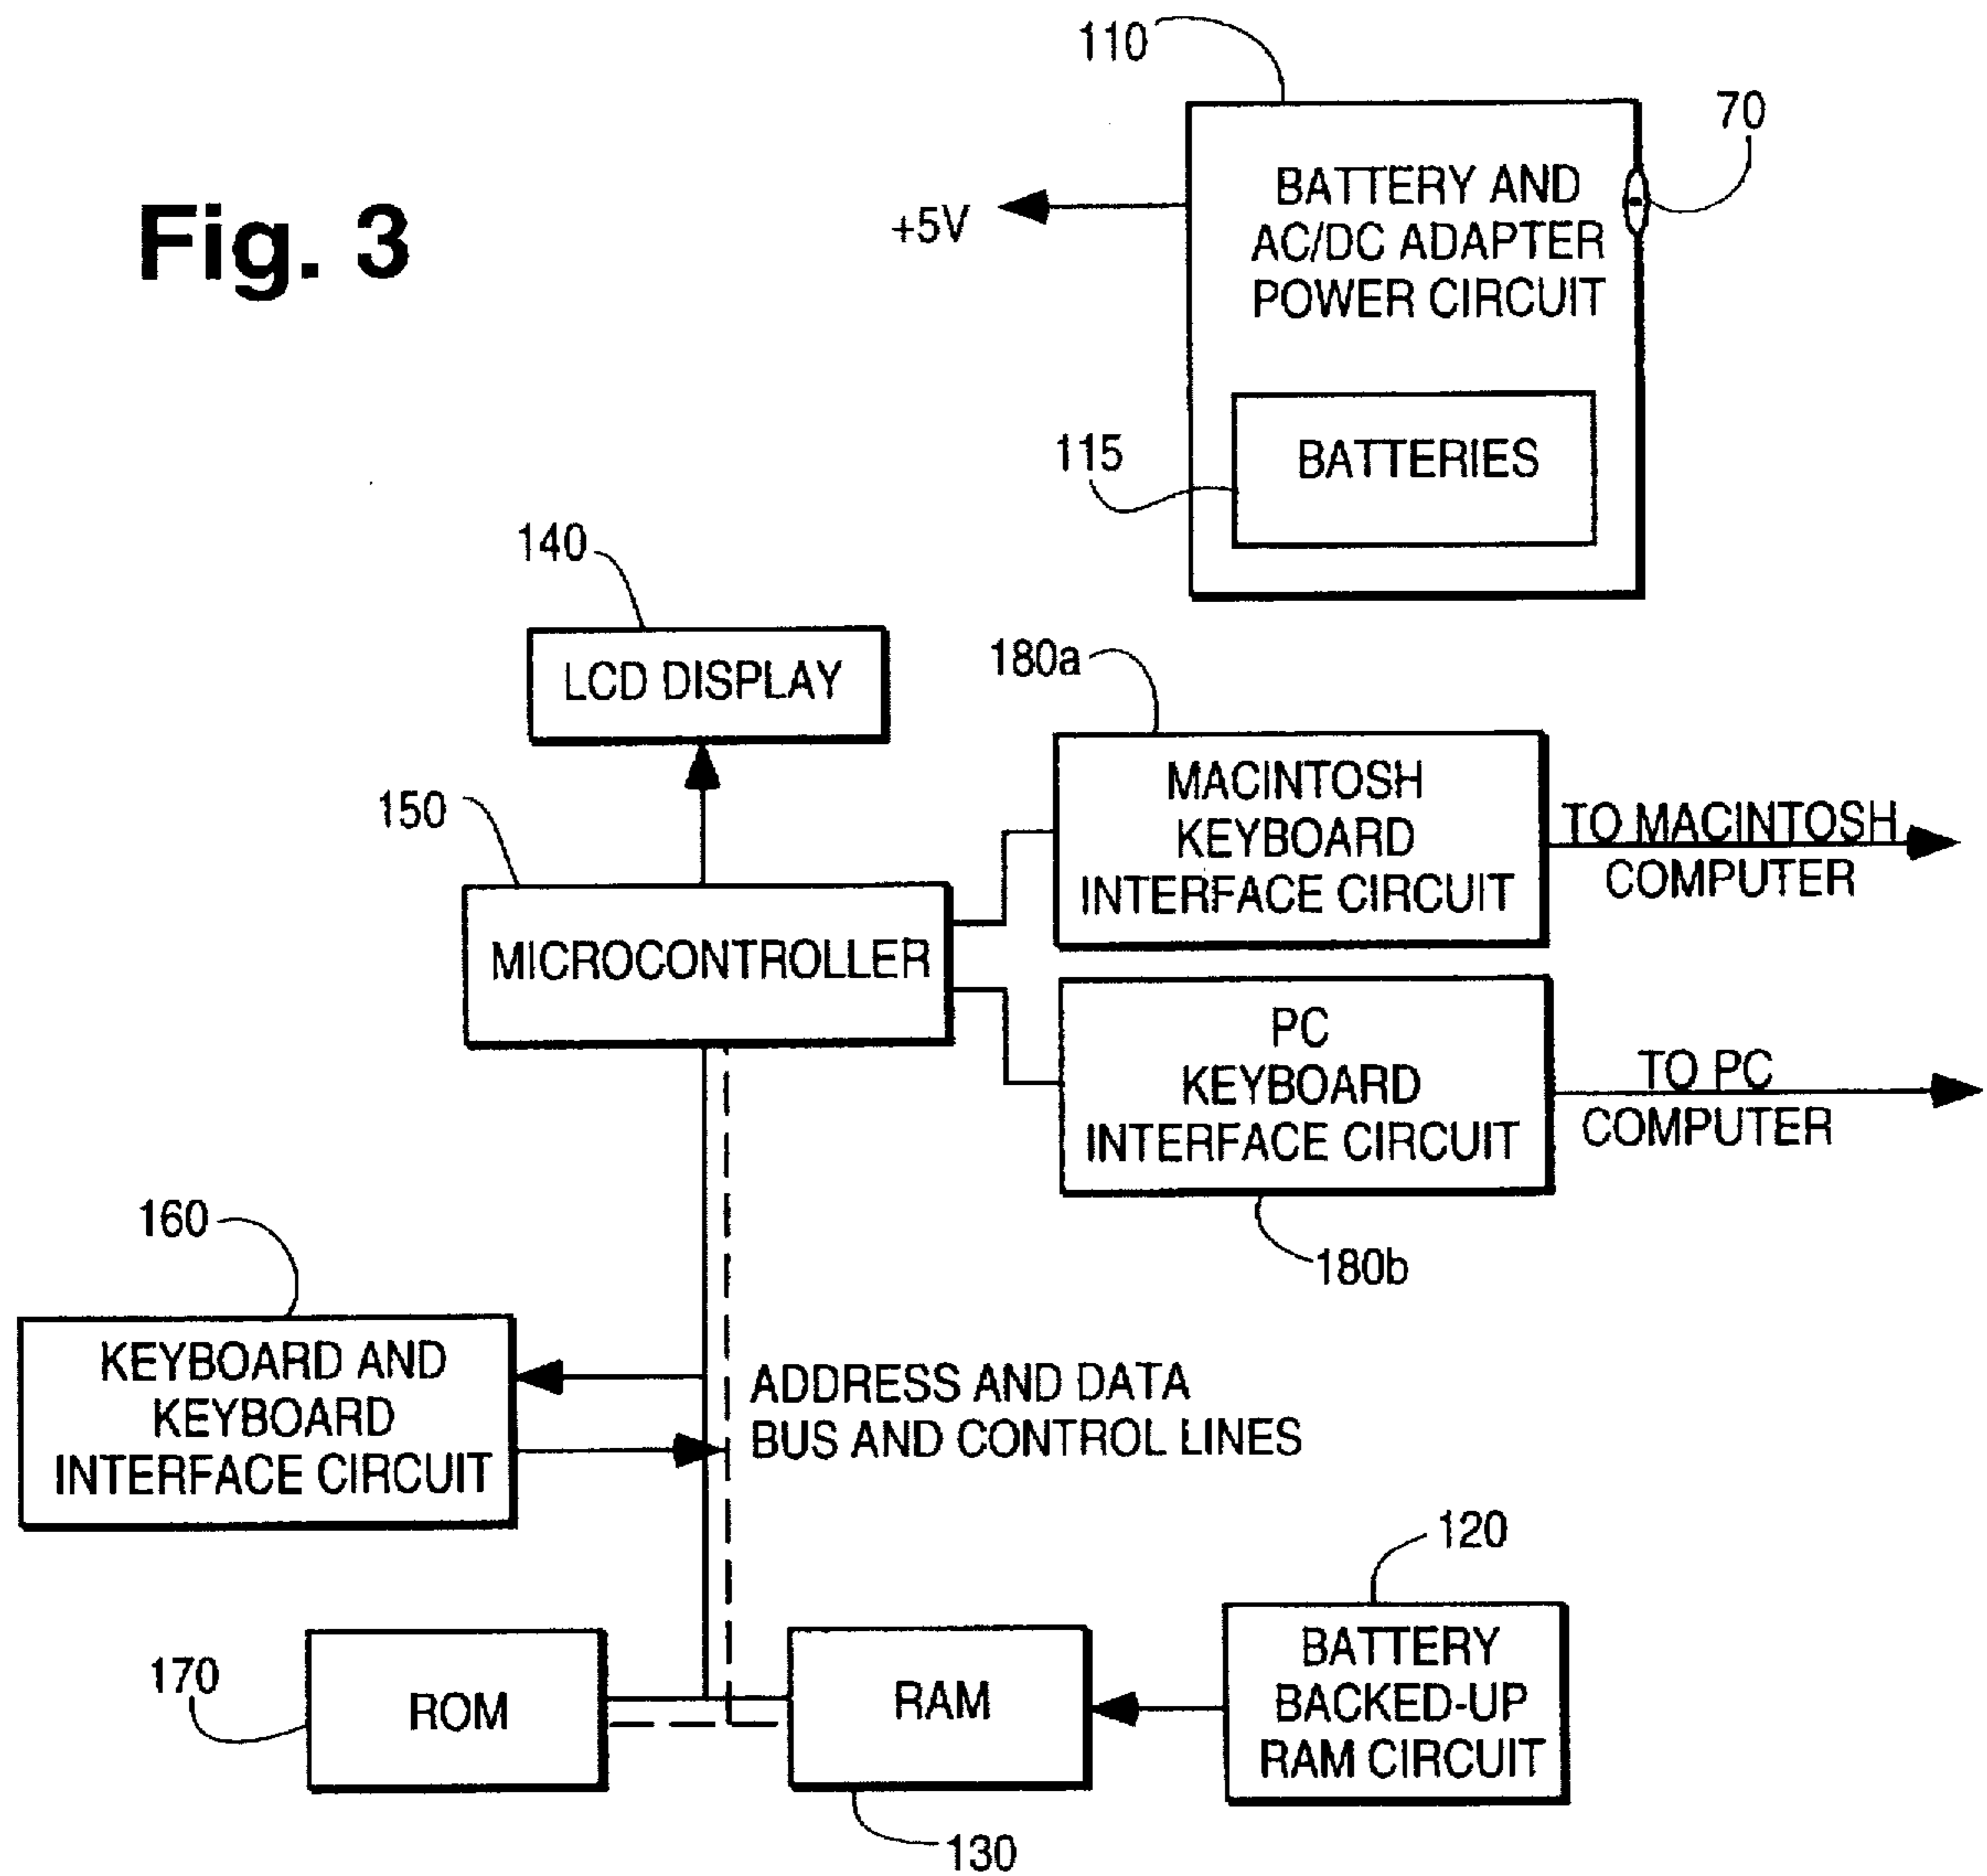 Fig. 3
110
70
+5V
BATTERY AND
AC/DC ADAPTER
POWER CIRCUIT
115
BATTERIES
140
LCD DISPLAY
180a
150
MACINTOSH
KEYBOARD
INTERFACE CIRCUIT
TO MACINTOSH
COMPUTER
MICROCONTROLLER
PC
KEYBOARD
INTERFACE CIRCUIT
TO PC
COMPUTER
180b
160
KEYBOARD AND
KEYBOARD
INTERFACE CIRCUIT
ADDRESS AND DATA
BUS AND CONTROL LINES
120
170
ROM
RAM
BATTERY
BACKED-UP
RAM CIRCUIT
130